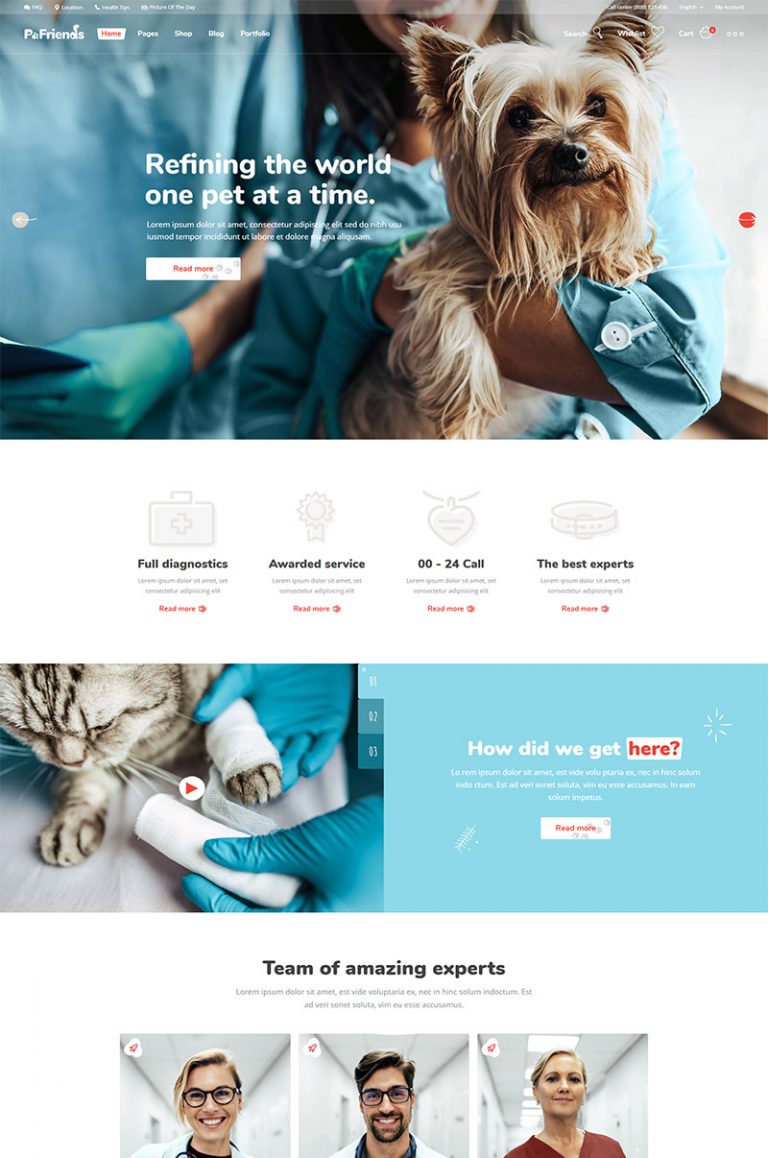 FAQ Location Health Tips Picture Of The Day Call center (800) English My Account
PetFriends Home Pages Shop Blog Portfolio Search Wishlist Cart 0
Refining the world
one pet at a time.
Lorem ipsum dolor sit amet, consectetur adipiscing elit sed do nibh usu
iusmod tempor incididunt ut labore et dolore magna aliqusam.
Read more
Full diagnostics Awarded service 00 - 24 Call The best experts
Lorem ipsum dolor sit amet, set Lorem ipsum dolor sit amet, set Lorem ipsum dolor sit amet, set Lorem ipsum dolor sit amet, set
consectetur adipisicing elit consectetur adipisicing elit consectetur adipisicing elit consectetur adipisicing elit
Read more Read more Read more Read more
01
02
03
How did we get here?
Lo rem ipsum dolor sit amet, est vide volu ptaria ex, nec in hinc solum
indo ctum. Est ad veri sonet soluta, vim eu esse accusamus. In eam
solum impetus.
Read more
Team of amazing experts
Lorem ipsum dolor sit amet, est vide voluptaria ex, nec in hinc solum indoctum. Est
ad veri sonet soluta, vim eu esse accusamus.